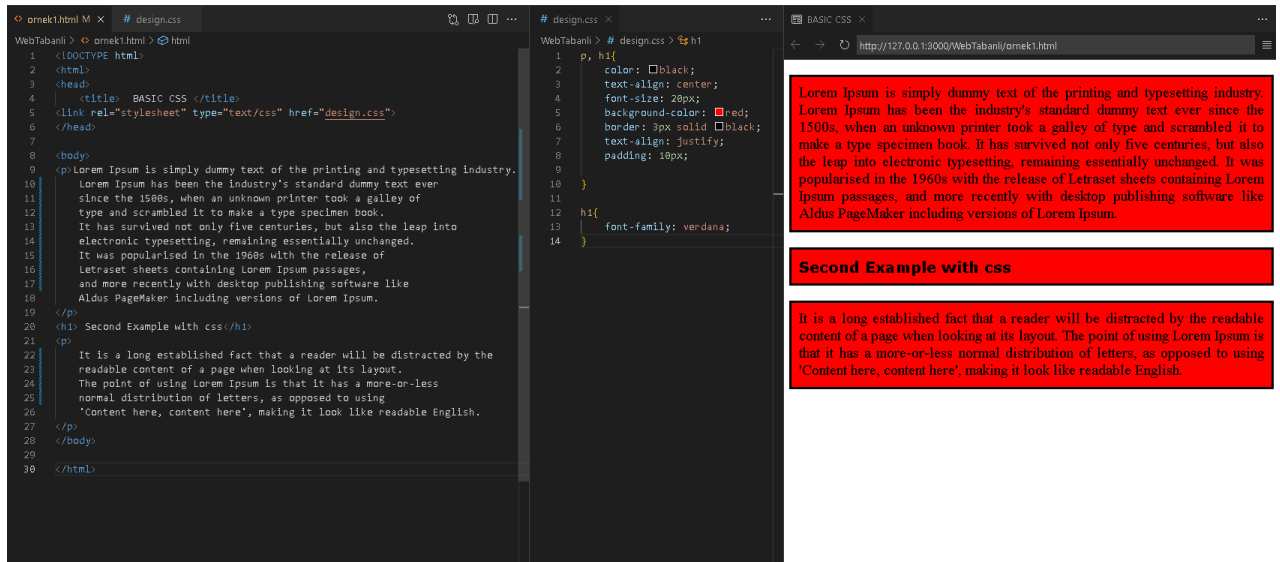 ornek1.html M
# design.css
WebTabanli > ornek1.html > html
1 <!DOCTYPE html>
2 <html>
3 <head>
4 <title> BASIC CSS </title>
5 <link rel="stylesheet" type="text/css" href="design.css">
6 </head>
7
8 <body>
9 <p>Lorem Ipsum is simply dummy text of the printing and typesetting industry.
10 Lorem Ipsum has been the industry's standard dummy text ever
11 since the 1500s, when an unknown printer took a galley of
12 type and scrambled it to make a type specimen book.
13 It has survived not only five centuries, but also the leap into
14 electronic typesetting, remaining essentially unchanged.
15 It was popularised in the 1960s with the release of
16 Letraset sheets containing Lorem Ipsum passages,
17 and more recently with desktop publishing software like
18 Aldus PageMaker including versions of Lorem Ipsum.
19 </p>
20 <h1> Second Example with css</h1>
21 <p>
22 It is a long established fact that a reader will be distracted by the
23 readable content of a page when looking at its layout.
24 The point of using Lorem Ipsum is that it has a more-or-less
25 normal distribution of letters, as opposed to using
26 'Content here, content here', making it look like readable English.
27 </p>
28 </body>
29
30 </html>
# design.css
WebTabanli > # design.css > h1
1 p, h1{
2 color: black;
3 text-align: center;
4 font-size: 20px;
5 background-color: red;
6 border: 3px solid black;
7 text-align: justify;
8 padding: 10px;
9
10 }
11
12 h1{
13 font-family: verdana;
14 }
BASIC CSS
http://127.0.0.1:3000/WebTabanli/ornek1.html
Lorem Ipsum is simply dummy text of the printing and typesetting industry.
Lorem Ipsum has been the industry's standard dummy text ever since the
1500s, when an unknown printer took a galley of type and scrambled it to
make a type specimen book. It has survived not only five centuries, but also
the leap into electronic typesetting, remaining essentially unchanged. It was
popularised in the 1960s with the release of Letraset sheets containing Lorem
Ipsum passages, and more recently with desktop publishing software like
Aldus PageMaker including versions of Lorem Ipsum.
Second Example with css
It is a long established fact that a reader will be distracted by the readable
content of a page when looking at its layout. The point of using Lorem Ipsum is
that it has a more-or-less normal distribution of letters, as opposed to using
'Content here, content here', making it look like readable English.